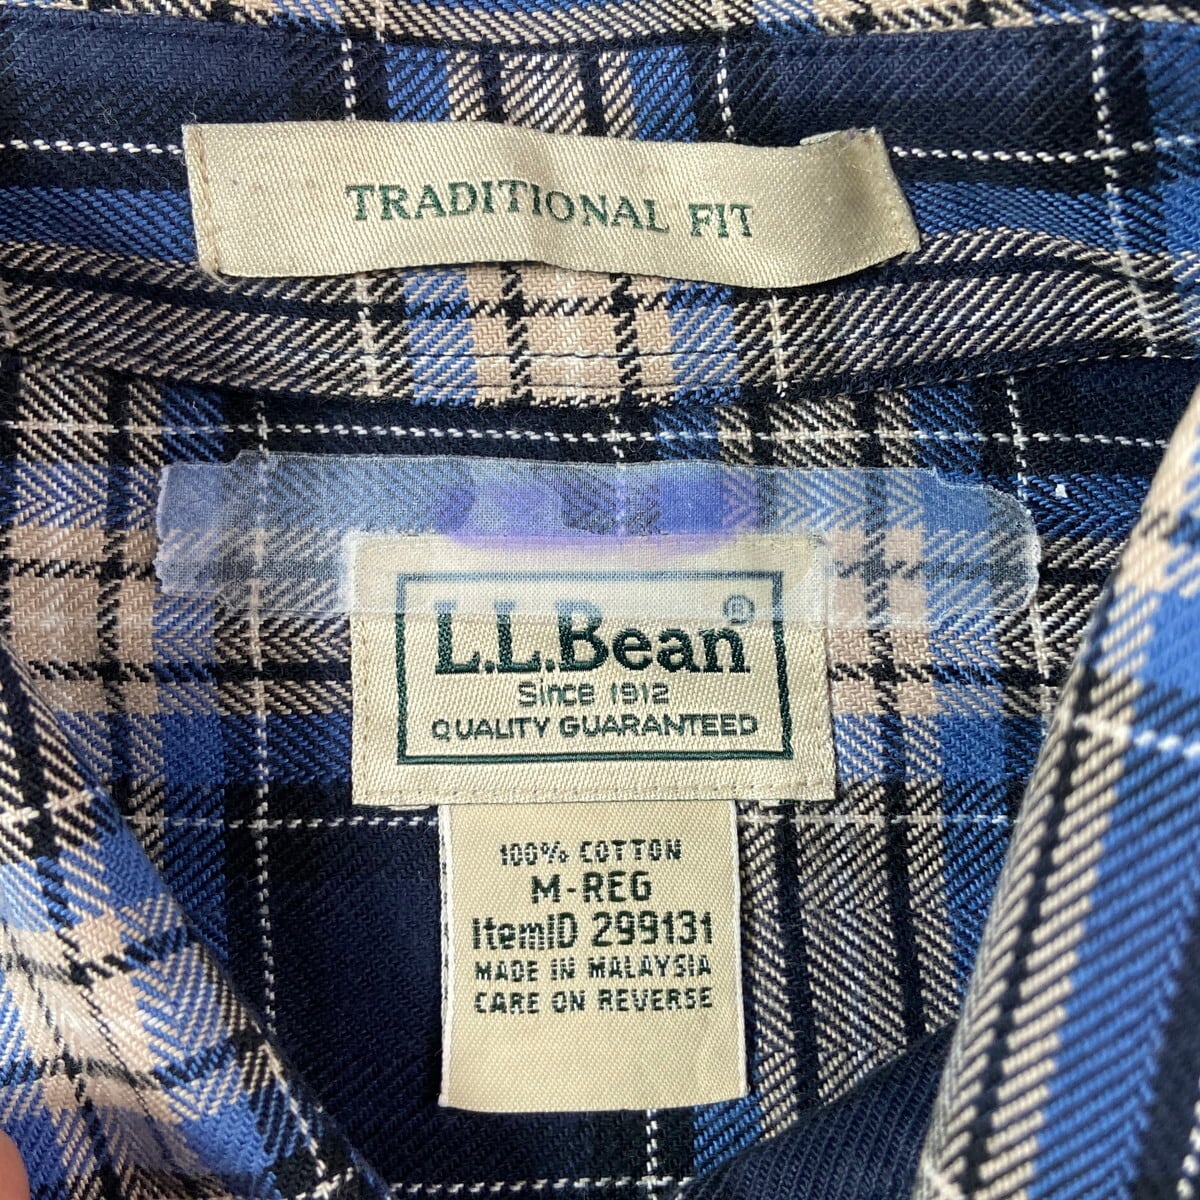 TRADITIONAL FIT
L.L.Bean®
Since 1912
QUALITY GUARANTEED
100% COTTON
M-REG
ItemID 299131
MADE IN MALAYSIA
CARE ON REVERSE